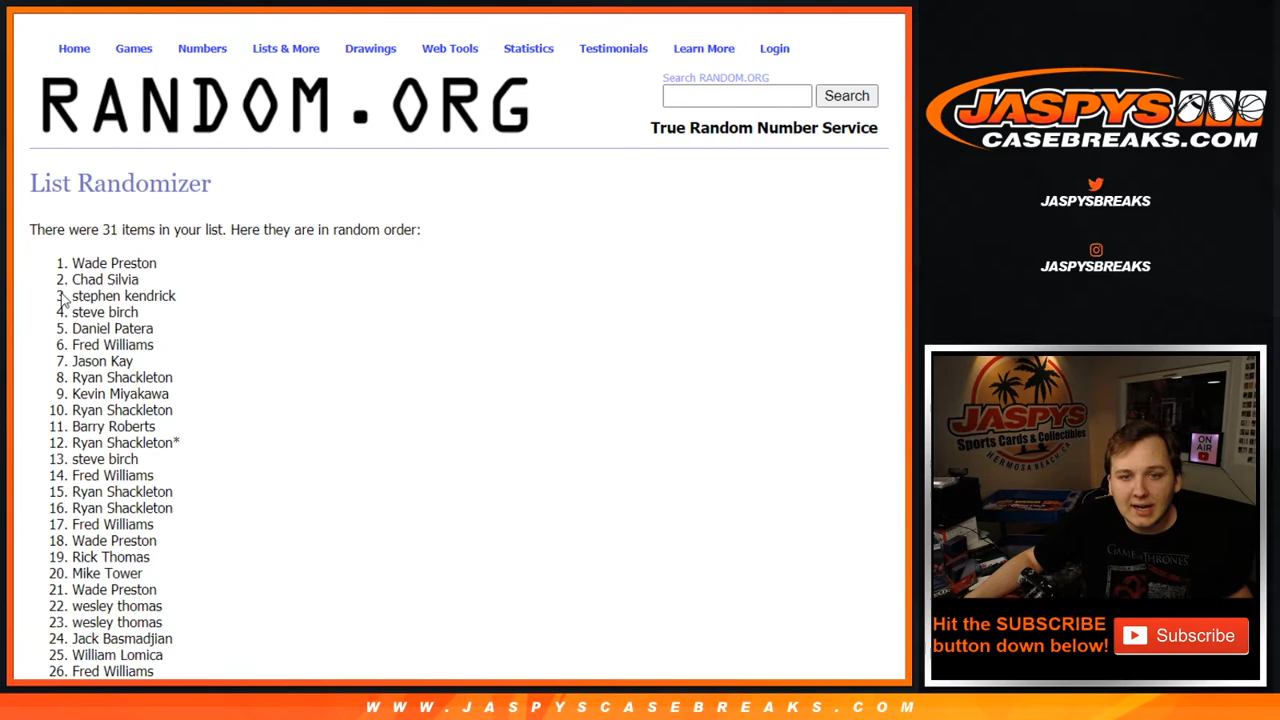 Home Games Numbers Lists & More Drawings Web Tools Statistics Testimonials Learn More Login
RANDOM.ORG
Search RANDOM.ORG
Search
True Random Number Service
List Randomizer
There were 31 items in your list. Here they are in random order:
1. Wade Preston
2. Chad Silvia
3. stephen kendrick
4. steve birch
5. Daniel Patera
6. Fred Williams
7. Jason Kay
8. Ryan Shackleton
9. Kevin Miyakawa
10. Ryan Shackleton
11. Barry Roberts
12. Ryan Shackleton*
13. steve birch
14. Fred Williams
15. Ryan Shackleton
16. Ryan Shackleton
17. Fred Williams
18. Wade Preston
19. Rick Thomas
20. Mike Tower
21. Wade Preston
22. wesley thomas
23. wesley thomas
24. Jack Basmadjian
25. William Lomica
26. Fred Williams
JASPYS
CASEBREAKS.COM
JASPYSBREAKS
JASPYSBREAKS
JASPYS
Sports Cards & Collectibles
HERMOSA BEACH, CA
ON AIR
GAME OF THRONES
Hit the SUBSCRIBE
button down below!
Subscribe
WWW.JASPYSCASEBREAKS.COM